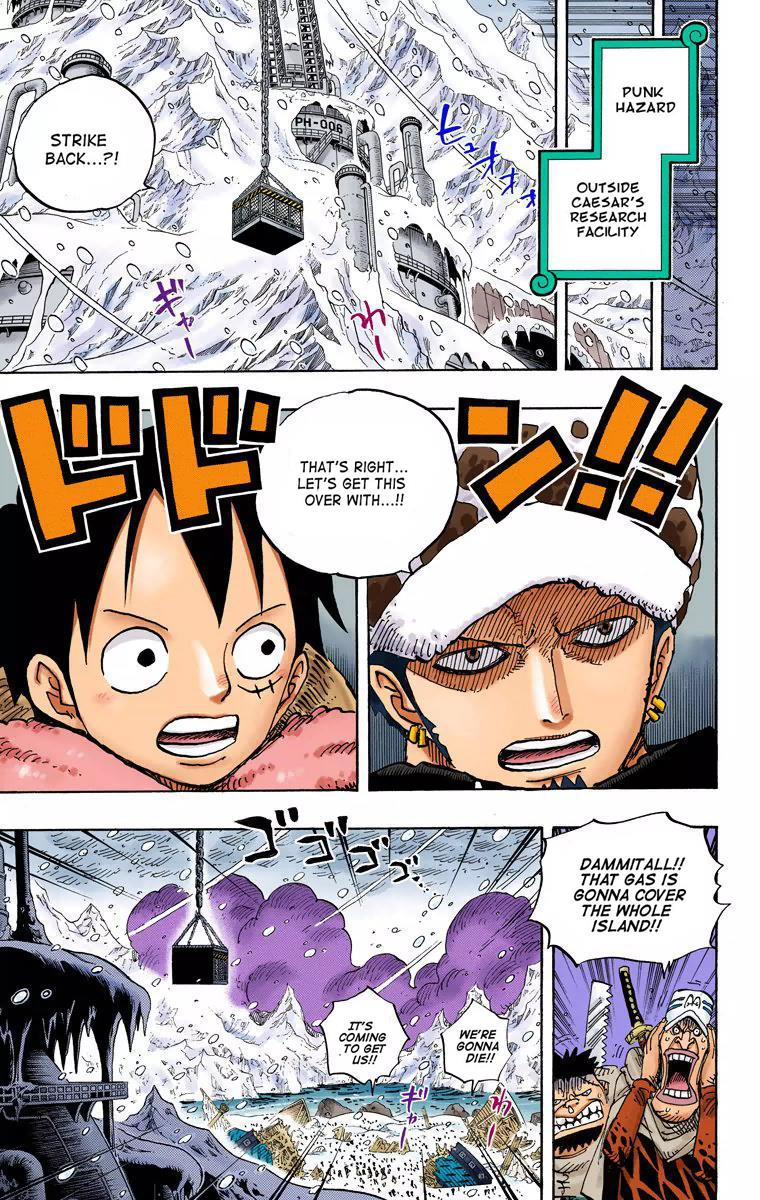 PUNK
HAZARD
OUTSIDE
CAESAR'S
RESEARCH
FACILITY
STRIKE
BACK...?!
PH-006
ヒュオオオ
ギャー
わー
ドドドン!!
THAT'S RIGHT...
LET'S GET THIS
OVER WITH...!!
DAMMITALL!!
THAT GAS IS
GONNA COVER
THE WHOLE
ISLAND!!
ゴゴゴゴ
WE'RE
GONNA
DIE!!
IT'S
COMING
TO GET
US!!
わー
ギャー